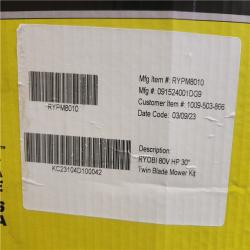 RYPM8010
KC23104D100042
Mfg Item #: RYPM8010
Mfg #: 091524001DG9
Customer Item #: 1009-503-866
Date Code: 03/09/23
Description:
RYOBI 80V HP 30"
Twin Blade Mower Kit